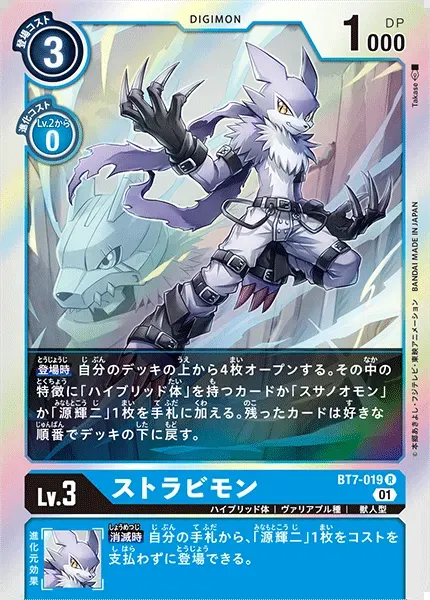 登場コスト
3
DIGIMON
1000
DP
進化コスト
Lv.2から
0
Takase
BANDAI MADE IN JAPAN
©本郷あきよし・フジテレビ・東映アニメーション
登場時 自分のデッキの上から4枚オープンする。その中の
特徴に「ハイブリッド体」を持つカードか「スサノオモン」
か「源輝二」1枚を手札に加える。残ったカードは好きな
順番でデッキの下に戻す。
BT7-019 R
01
Lv.3
ストラビモン
ハイブリッド体 | ヴァリアブル種 | 獣人型
進化元効果
消滅時 自分の手札から、「源輝二」1枚をコストを
支払わずに登場できる。